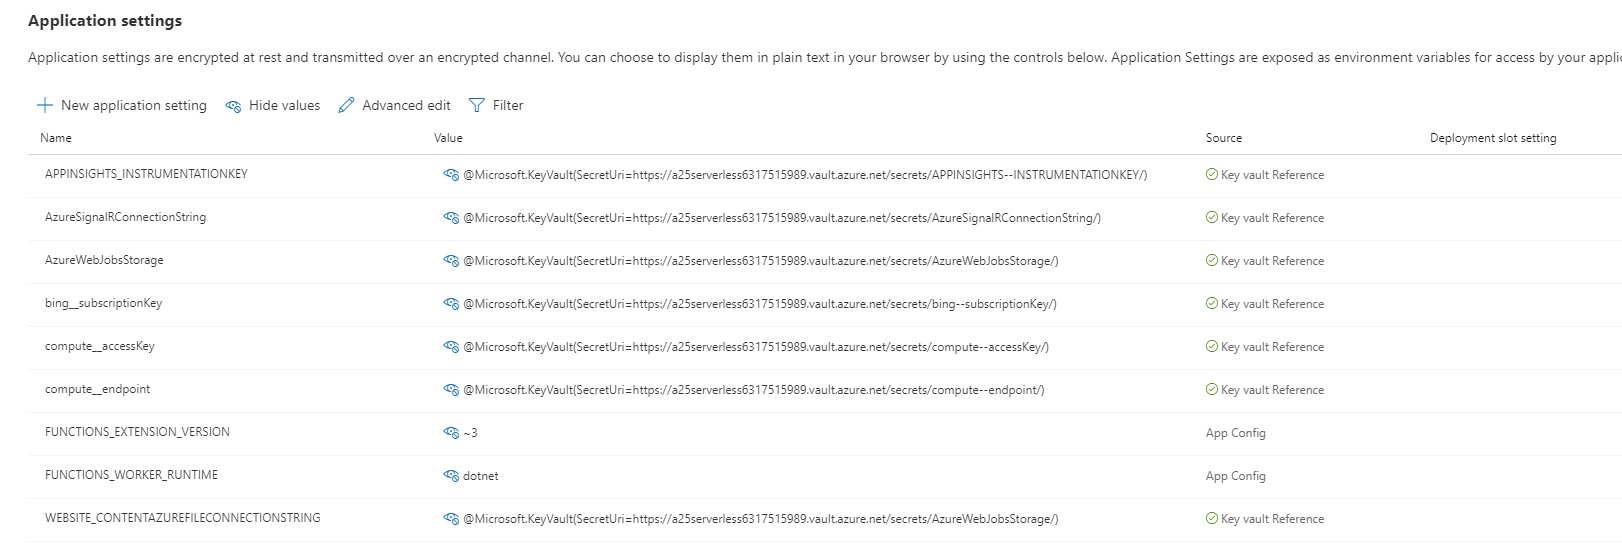 Application settings
Application settings are encrypted at rest and transmitted over an encrypted channel. You can choose to display them in plain text in your browser by using the controls below. Application Settings are exposed as environment variables for access by your
New application setting Hide values Advanced edit Filter
Name Value Source Deployment slot setting
APPINSIGHTS_INSTRUMENTATIONKEY @Microsoft.KeyVault(SecretUri=https://a25serverless6317515989.vault.azure.net/secrets/APPINSIGHTS--INSTRUMENTATIONKEY/) Key vault Reference
AzureSignalRConnectionString @Microsoft.KeyVault(SecretUri=https://a25serverless6317515989.vault.azure.net/secrets/AzureSignalRConnectionString/) Key vault Reference
AzureWebJobsStorage @Microsoft.KeyVault(SecretUri=https://a25serverless6317515989.vault.azure.net/secrets/AzureWebJobsStorage/) Key vault Reference
bing__subscriptionKey @Microsoft.KeyVault(SecretUri=https://a25serverless6317515989.vault.azure.net/secrets/bing--subscriptionKey/) Key vault Reference
compute__accessKey @Microsoft.KeyVault(SecretUri=https://a25serverless6317515989.vault.azure.net/secrets/compute--accessKey/) Key vault Reference
compute__endpoint @Microsoft.KeyVault(SecretUri=https://a25serverless6317515989.vault.azure.net/secrets/compute--endpoint/) Key vault Reference
FUNCTIONS_EXTENSION_VERSION ~3 App Config
FUNCTIONS_WORKER_RUNTIME dotnet App Config
WEBSITE_CONTENTAZUREFILECONNECTIONSTRING @Microsoft.KeyVault(SecretUri=https://a25serverless6317515989.vault.azure.net/secrets/AzureWebJobsStorage/) Key vault Reference